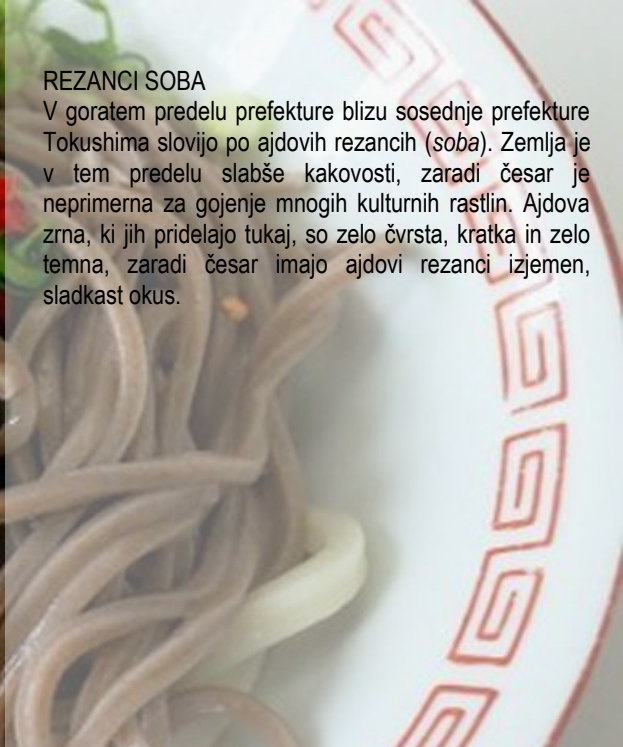 REZANCI SOBA
V goratem predelu prefekture blizu sosednje prefekture
Tokushima slovijo po ajdovih rezancih (soba). Zemlja je
v tem predelu slabše kakovosti, zaradi česar je
neprimerna za gojenje mnogih kulturnih rastlin. Ajdova
zrna, ki jih pridelajo tukaj, so zelo čvrsta, kratka in zelo
temna, zaradi česar imajo ajdovi rezanci izjemen,
sladkast okus.